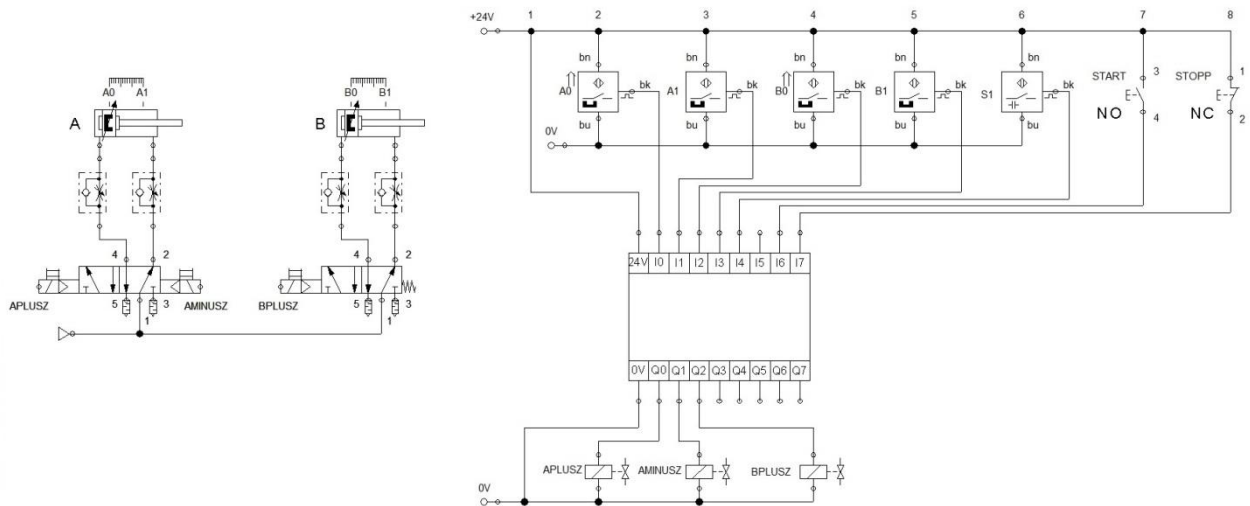 1 2 3 4 5 6 7 8
+24V
bn bn bn bn bn
A0 bk A1 bk B0 bk B1 bk S1 bk
START 3 STOPP 1
NO 4 NC 2
bu bu bu bu bu
0V
A0 A1 B0 B1
A B
4 2 4 2
APLUSZ 5 3 AMINUSZ BPLUSZ 5 3
1 1
24V I0 I1 I2 I3 I4 I5 I6 I7
0V Q0 Q1 Q2 Q3 Q4 Q5 Q6 Q7
APLUSZ AMINUSZ BPLUSZ
0V